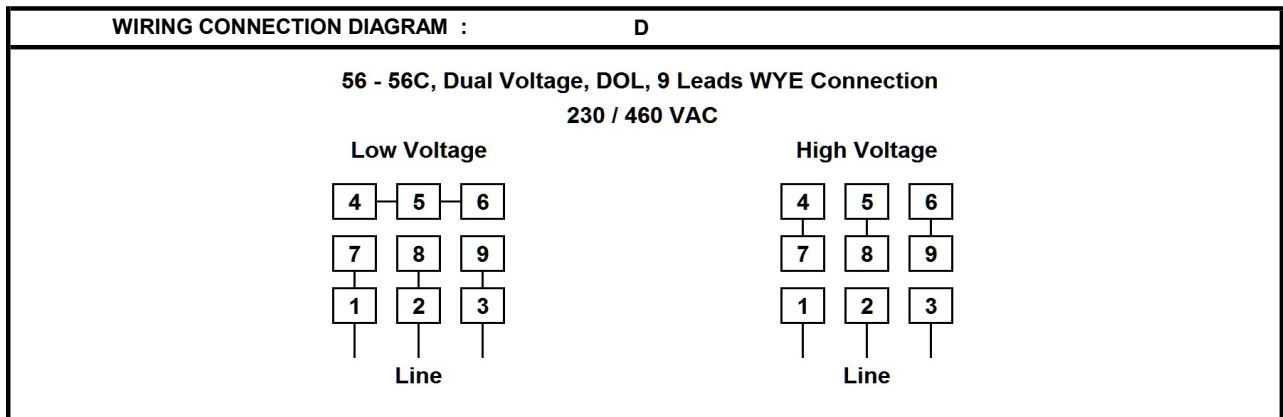 WIRING CONNECTION DIAGRAM : D
56 - 56C, Dual Voltage, DOL, 9 Leads WYE Connection
230 / 460 VAC
Low Voltage High Voltage
4 5 6 4 5 6
7 8 9 7 8 9
1 2 3 1 2 3
Line Line